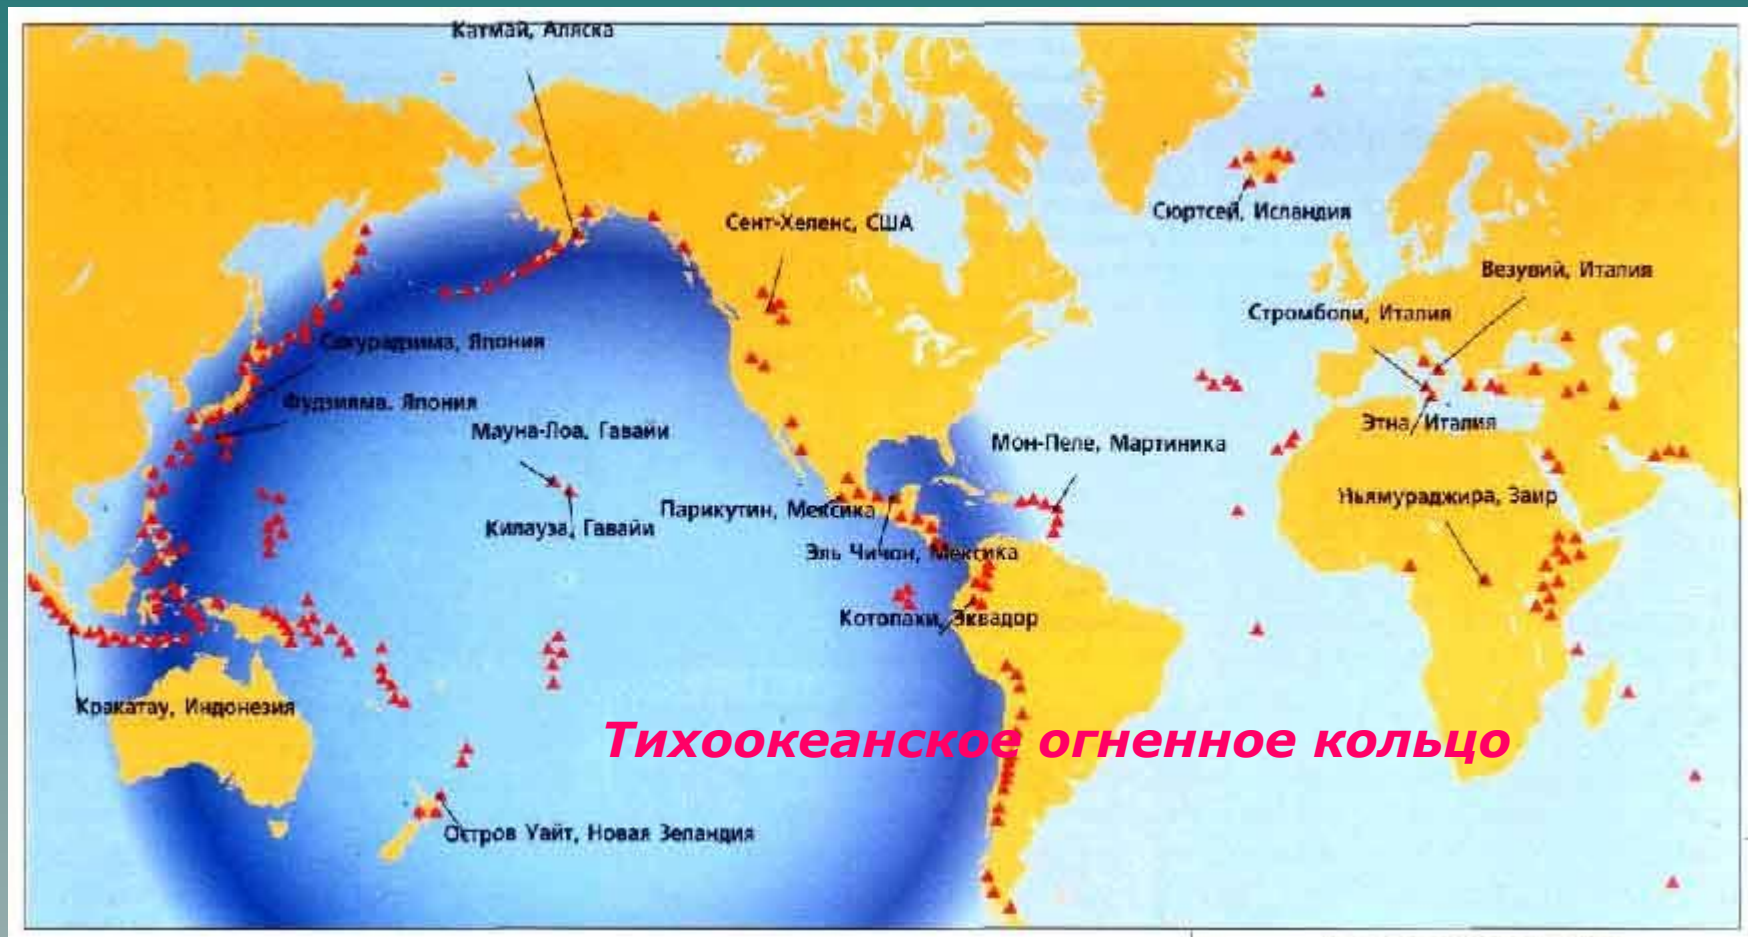 Катмай, Аляска
Сент-Хеленс, США
Сюртсей, Исландия
Везувий, Италия
Стромболи, Италия
Сакурадзима, Япония
Фудзияма, Япония
Этна, Италия
Мауна-Лоа, Гавайи
Мон-Пеле, Мартиника
Ньямураджира, Заир
Парикутин, Мексика
Килауза, Гавайи
Эль Чичон, Мексика
Котопахи, Эквадор
Кракатау, Индонезия
Тихоокеанское огненное кольцо
Остров Уайт, Новая Зеландия